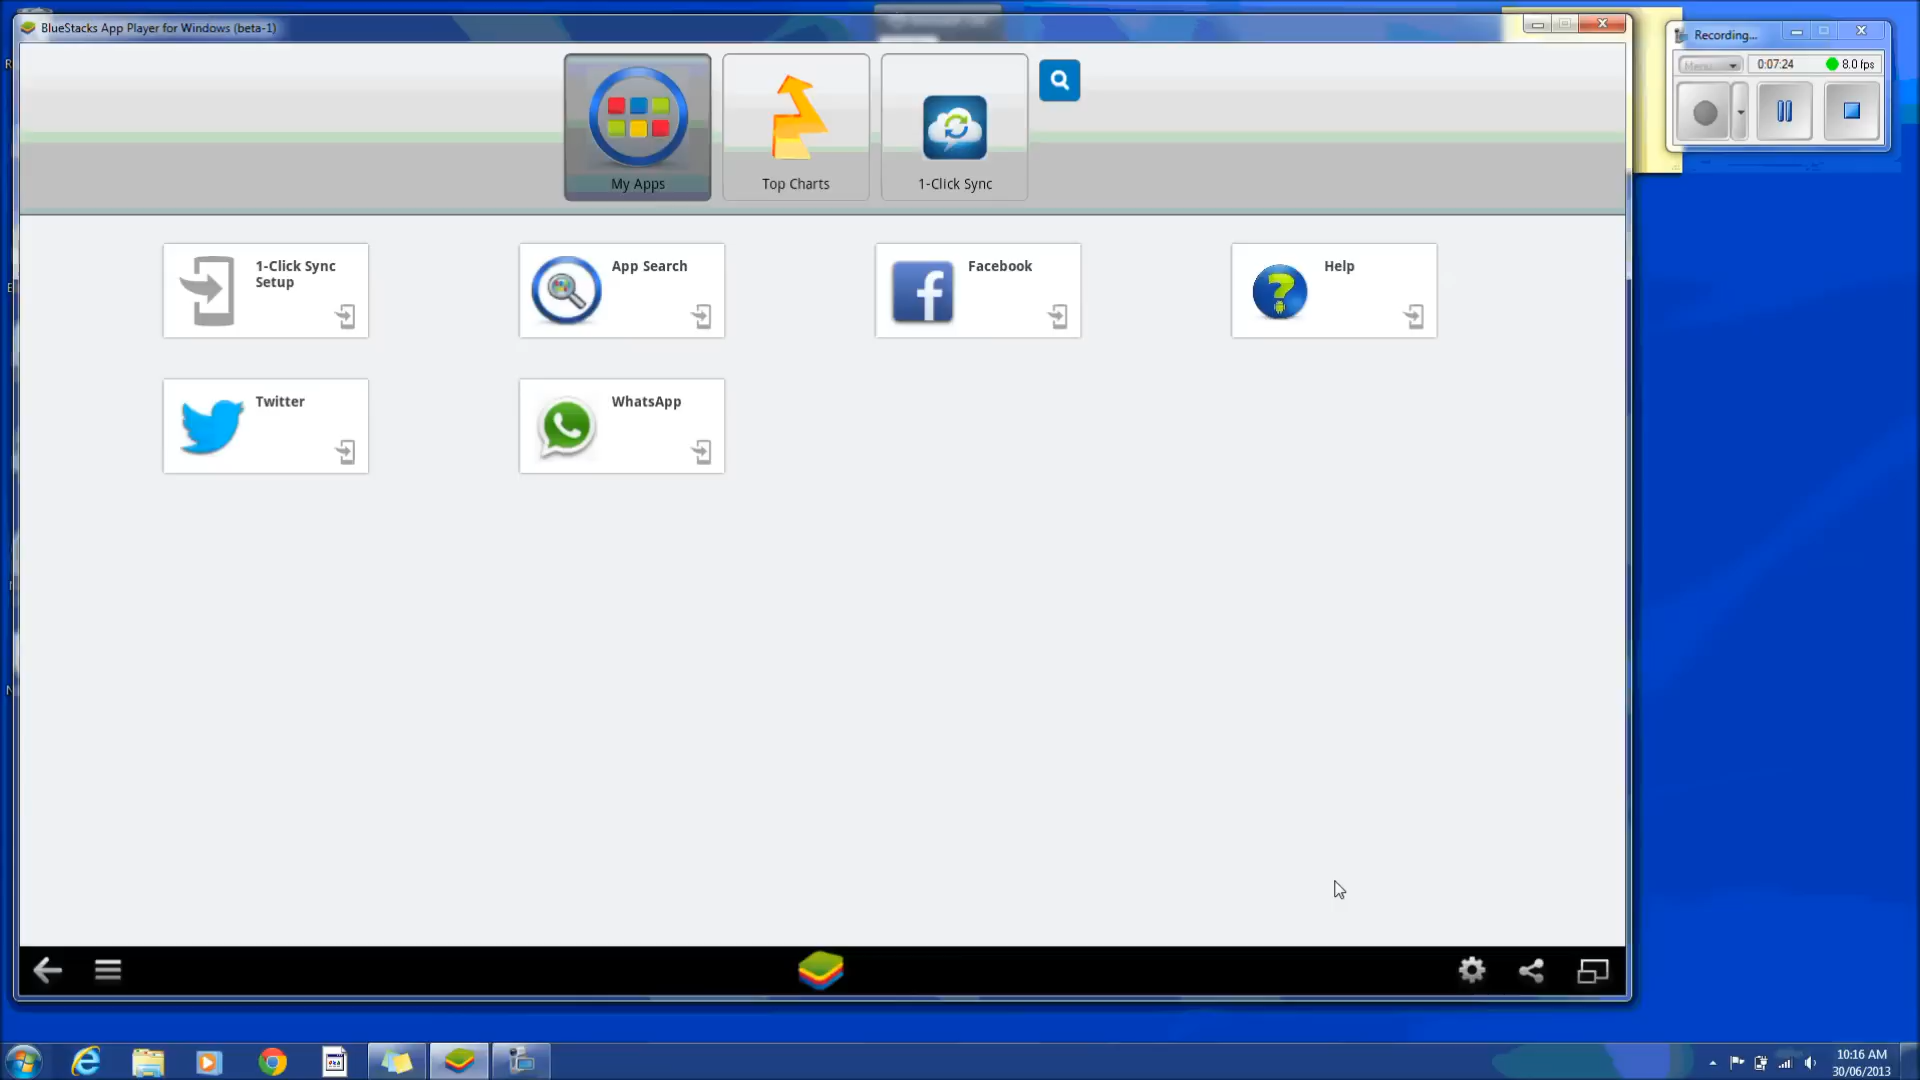 BlueStacks App Player for Windows (beta-1)
Recording...
Menu
0:07:24
8.0 fps
My Apps
Top Charts
1-Click Sync
1-Click Sync
Setup
App Search
Facebook
Help
Twitter
WhatsApp
10:16 AM
30/06/2013